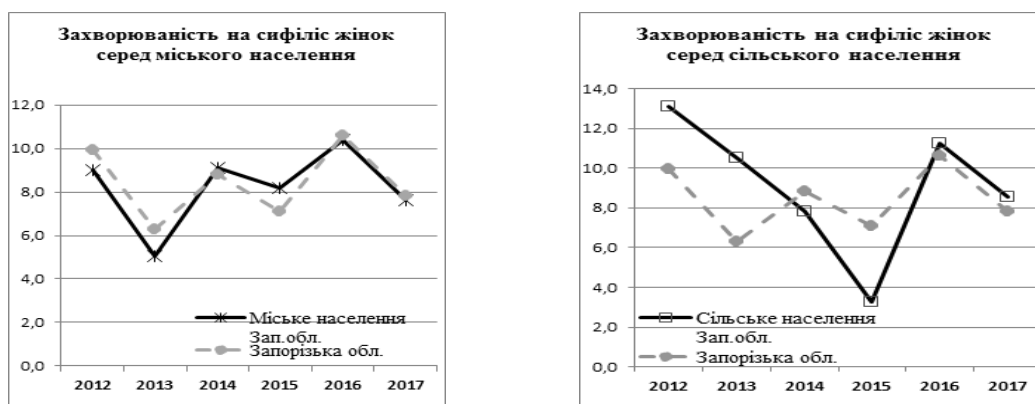 Захворюваність на сифіліс жінок
серед міського населення
12,0
10,0
8,0
6,0
4,0
2,0
0,0
Міське населення
Зап.обл.
Запорізька обл.
2012 2013 2014 2015 2016 2017
Захворюваність на сифіліс жінок
серед сільського населення
14,0
12,0
10,0
8,0
6,0
4,0
2,0
0,0
Сільське населення
Зап.обл.
Запорізька обл.
2012 2013 2014 2015 2016 2017